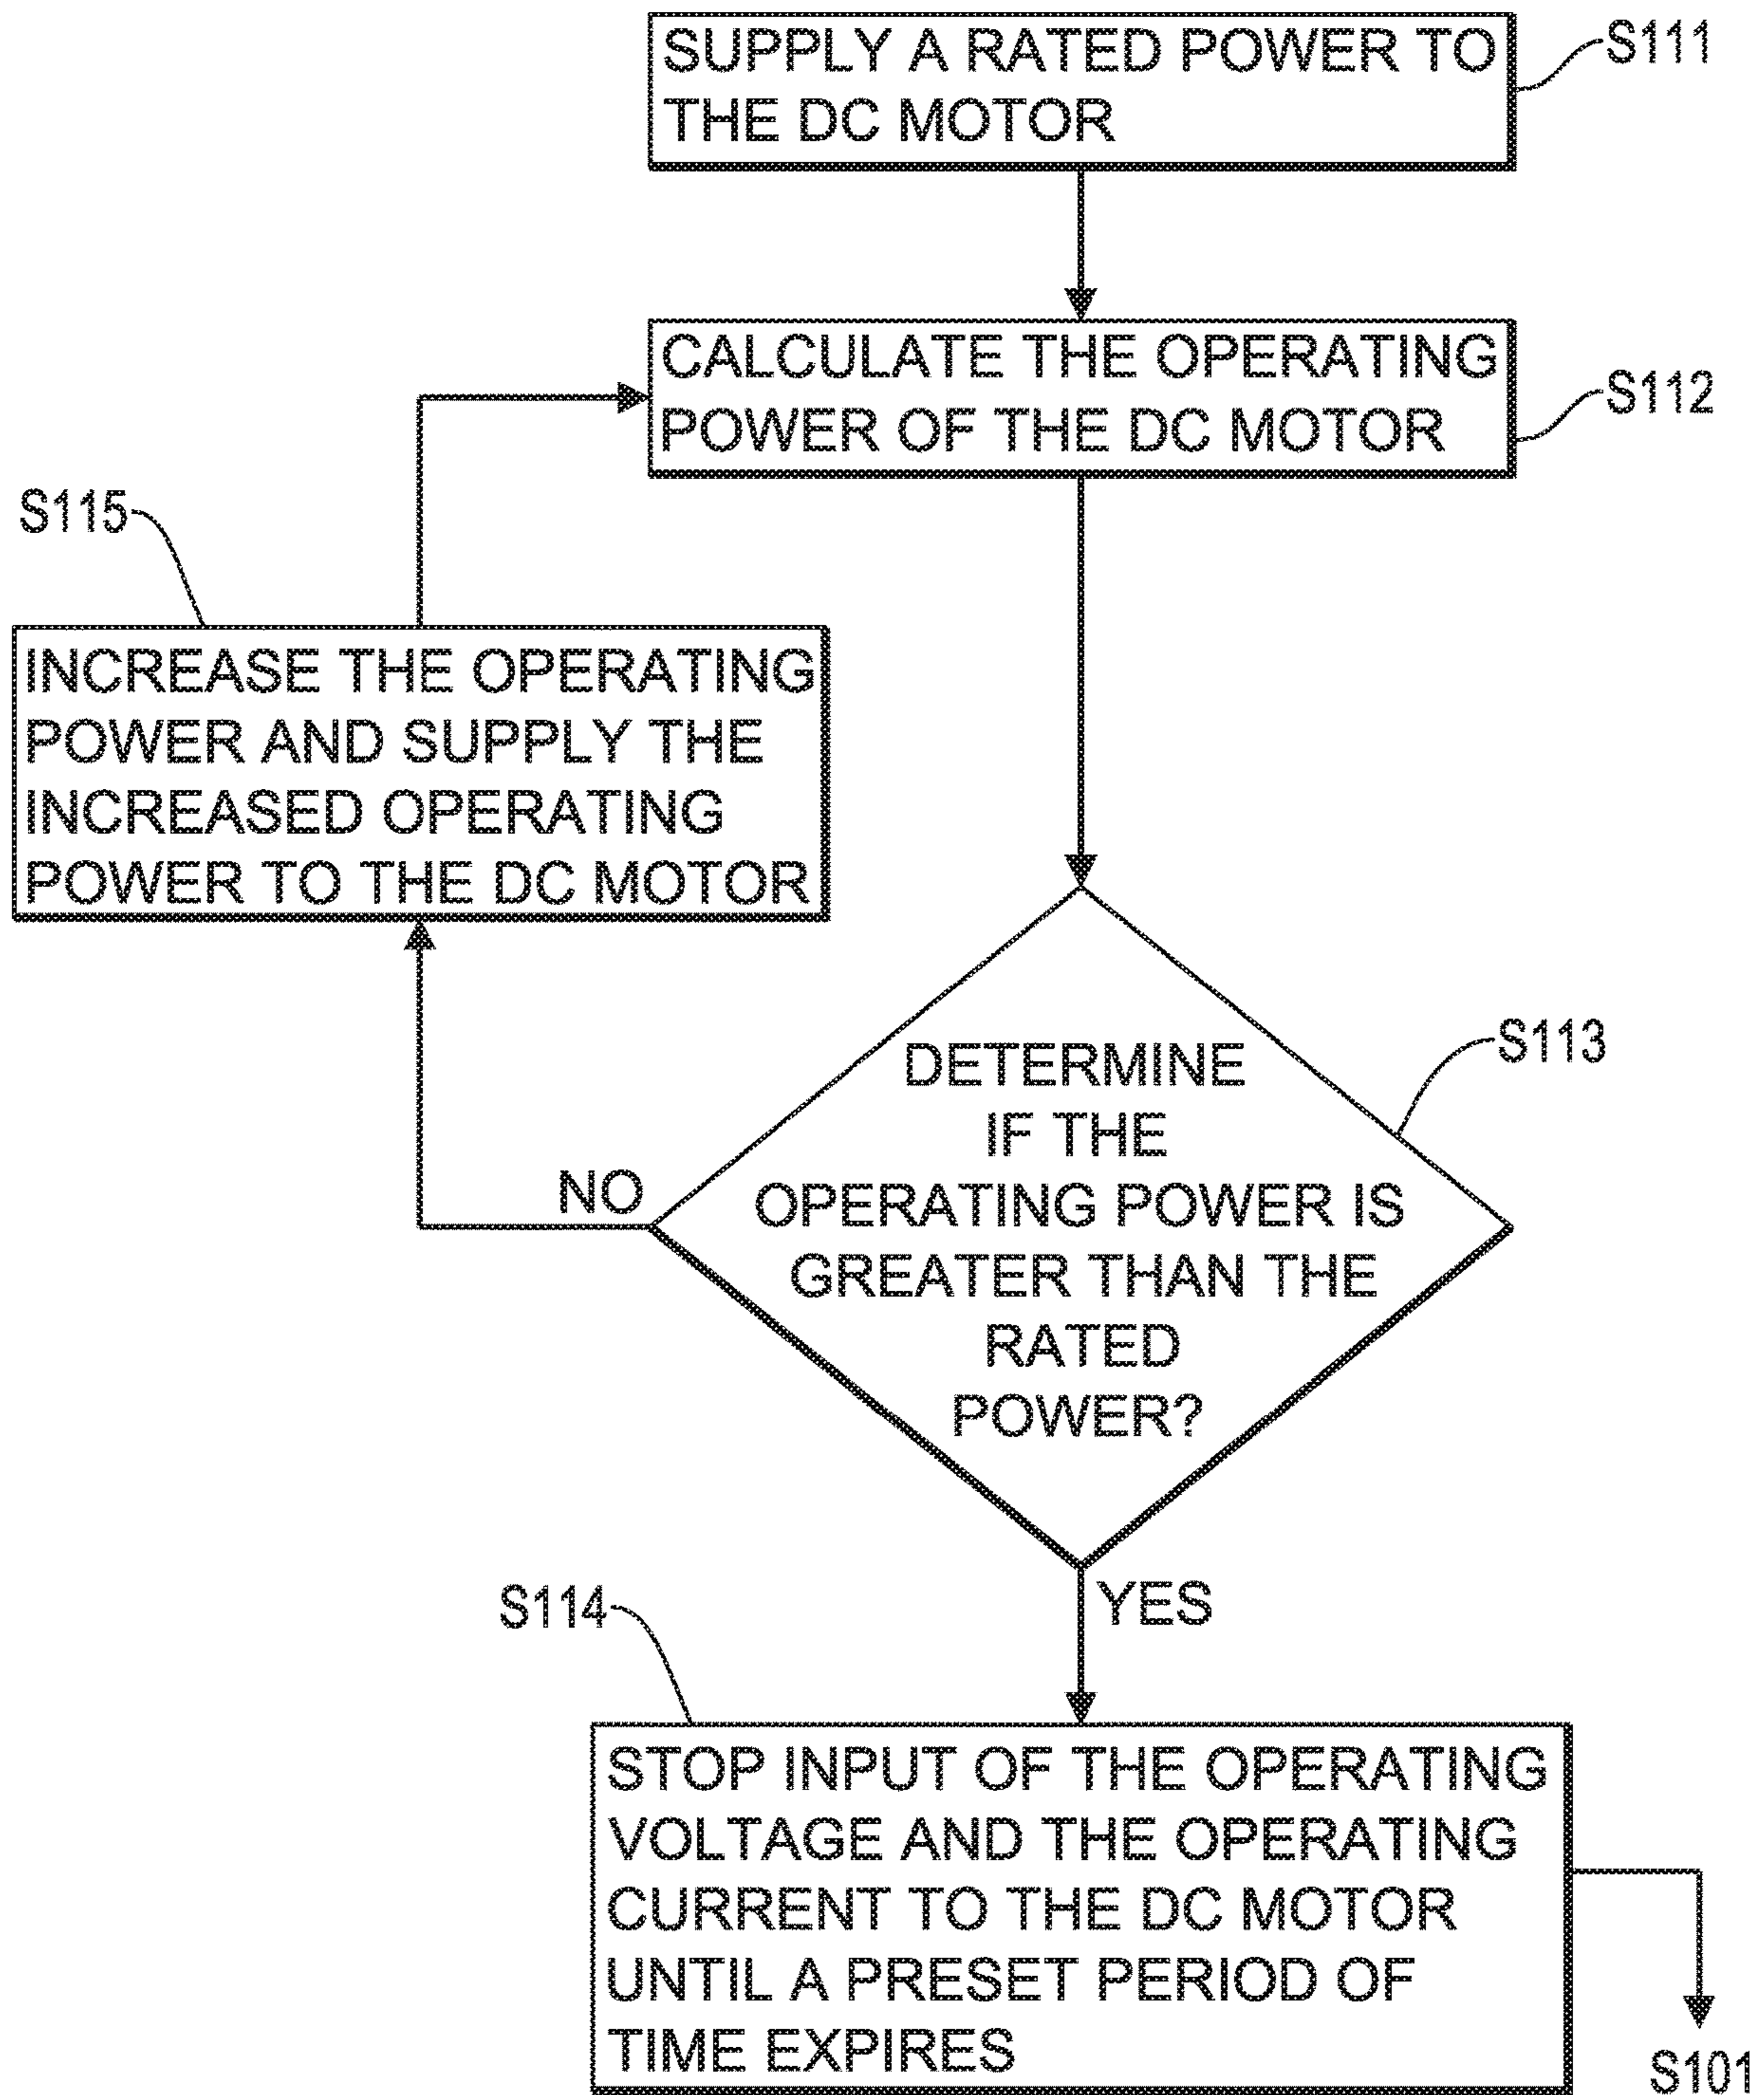 SUPPLY A RATED POWER TO
THE DC MOTOR
S111
CALCULATE THE OPERATING
POWER OF THE DC MOTOR
S112
S115
INCREASE THE OPERATING
POWER AND SUPPLY THE
INCREASED OPERATING
POWER TO THE DC MOTOR
DETERMINE
IF THE
OPERATING POWER IS
GREATER THAN THE
RATED
POWER?
S113
NO
YES
S114
STOP INPUT OF THE OPERATING
VOLTAGE AND THE OPERATING
CURRENT TO THE DC MOTOR
UNTIL A PRESET PERIOD OF
TIME EXPIRES
S101